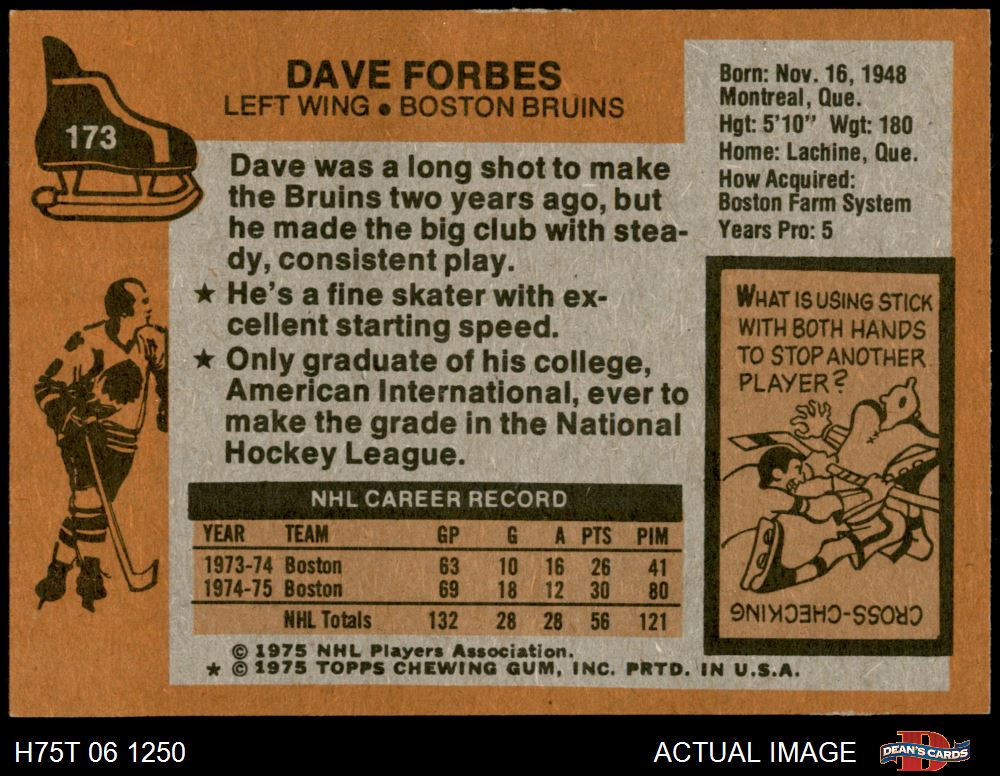 DAVE FORBES
LEFT WING • BOSTON BRUINS
173
Dave was a long shot to make
the Bruins two years ago, but
he made the big club with stea-
dy, consistent play.
★ He's a fine skater with ex-
cellent starting speed.
★ Only graduate of his college,
American International, ever to
make the grade in the National
Hockey League.
Born: Nov. 16, 1948
Montreal, Que.
Hgt: 5'10" Wgt: 180
Home: Lachine, Que.
How Acquired:
Boston Farm System
Years Pro: 5
WHAT IS USING STICK
WITH BOTH HANDS
TO STOP ANOTHER
PLAYER?
CROSS-CHECKING
NHL CAREER RECORD
YEAR TEAM GP G A PTS PIM
1973-74 Boston 63 10 16 26 41
1974-75 Boston 69 18 12 30 80
NHL Totals 132 28 28 56 121
© 1975 NHL Players Association.
★ © 1975 TOPPS CHEWING GUM, INC. PRTD. IN U.S.A.
H75T 06 1250
ACTUAL IMAGE
D
DEAN'S CARDS